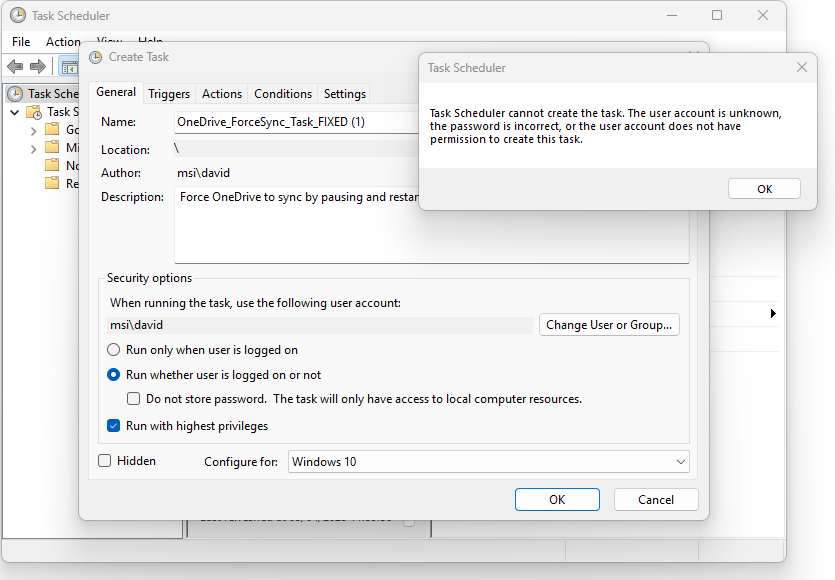 Task Scheduler
File Action View Help
Create Task
Task Sche
Task S
Go
Mi
No
Re
General Triggers Actions Conditions Settings
Name: OneDrive_ForceSync_Task_FIXED (1)
Location: \
Author: msi\david
Description: Force OneDrive to sync by pausing and restar
Security options
When running the task, use the following user account:
msi\david
Change User or Group...
Run only when user is logged on
Run whether user is logged on or not
Do not store password. The task will only have access to local computer resources.
Run with highest privileges
Hidden
Configure for: Windows 10
OK Cancel
Task Scheduler
Task Scheduler cannot create the task. The user account is unknown,
the password is incorrect, or the user account does not have
permission to create this task.
OK